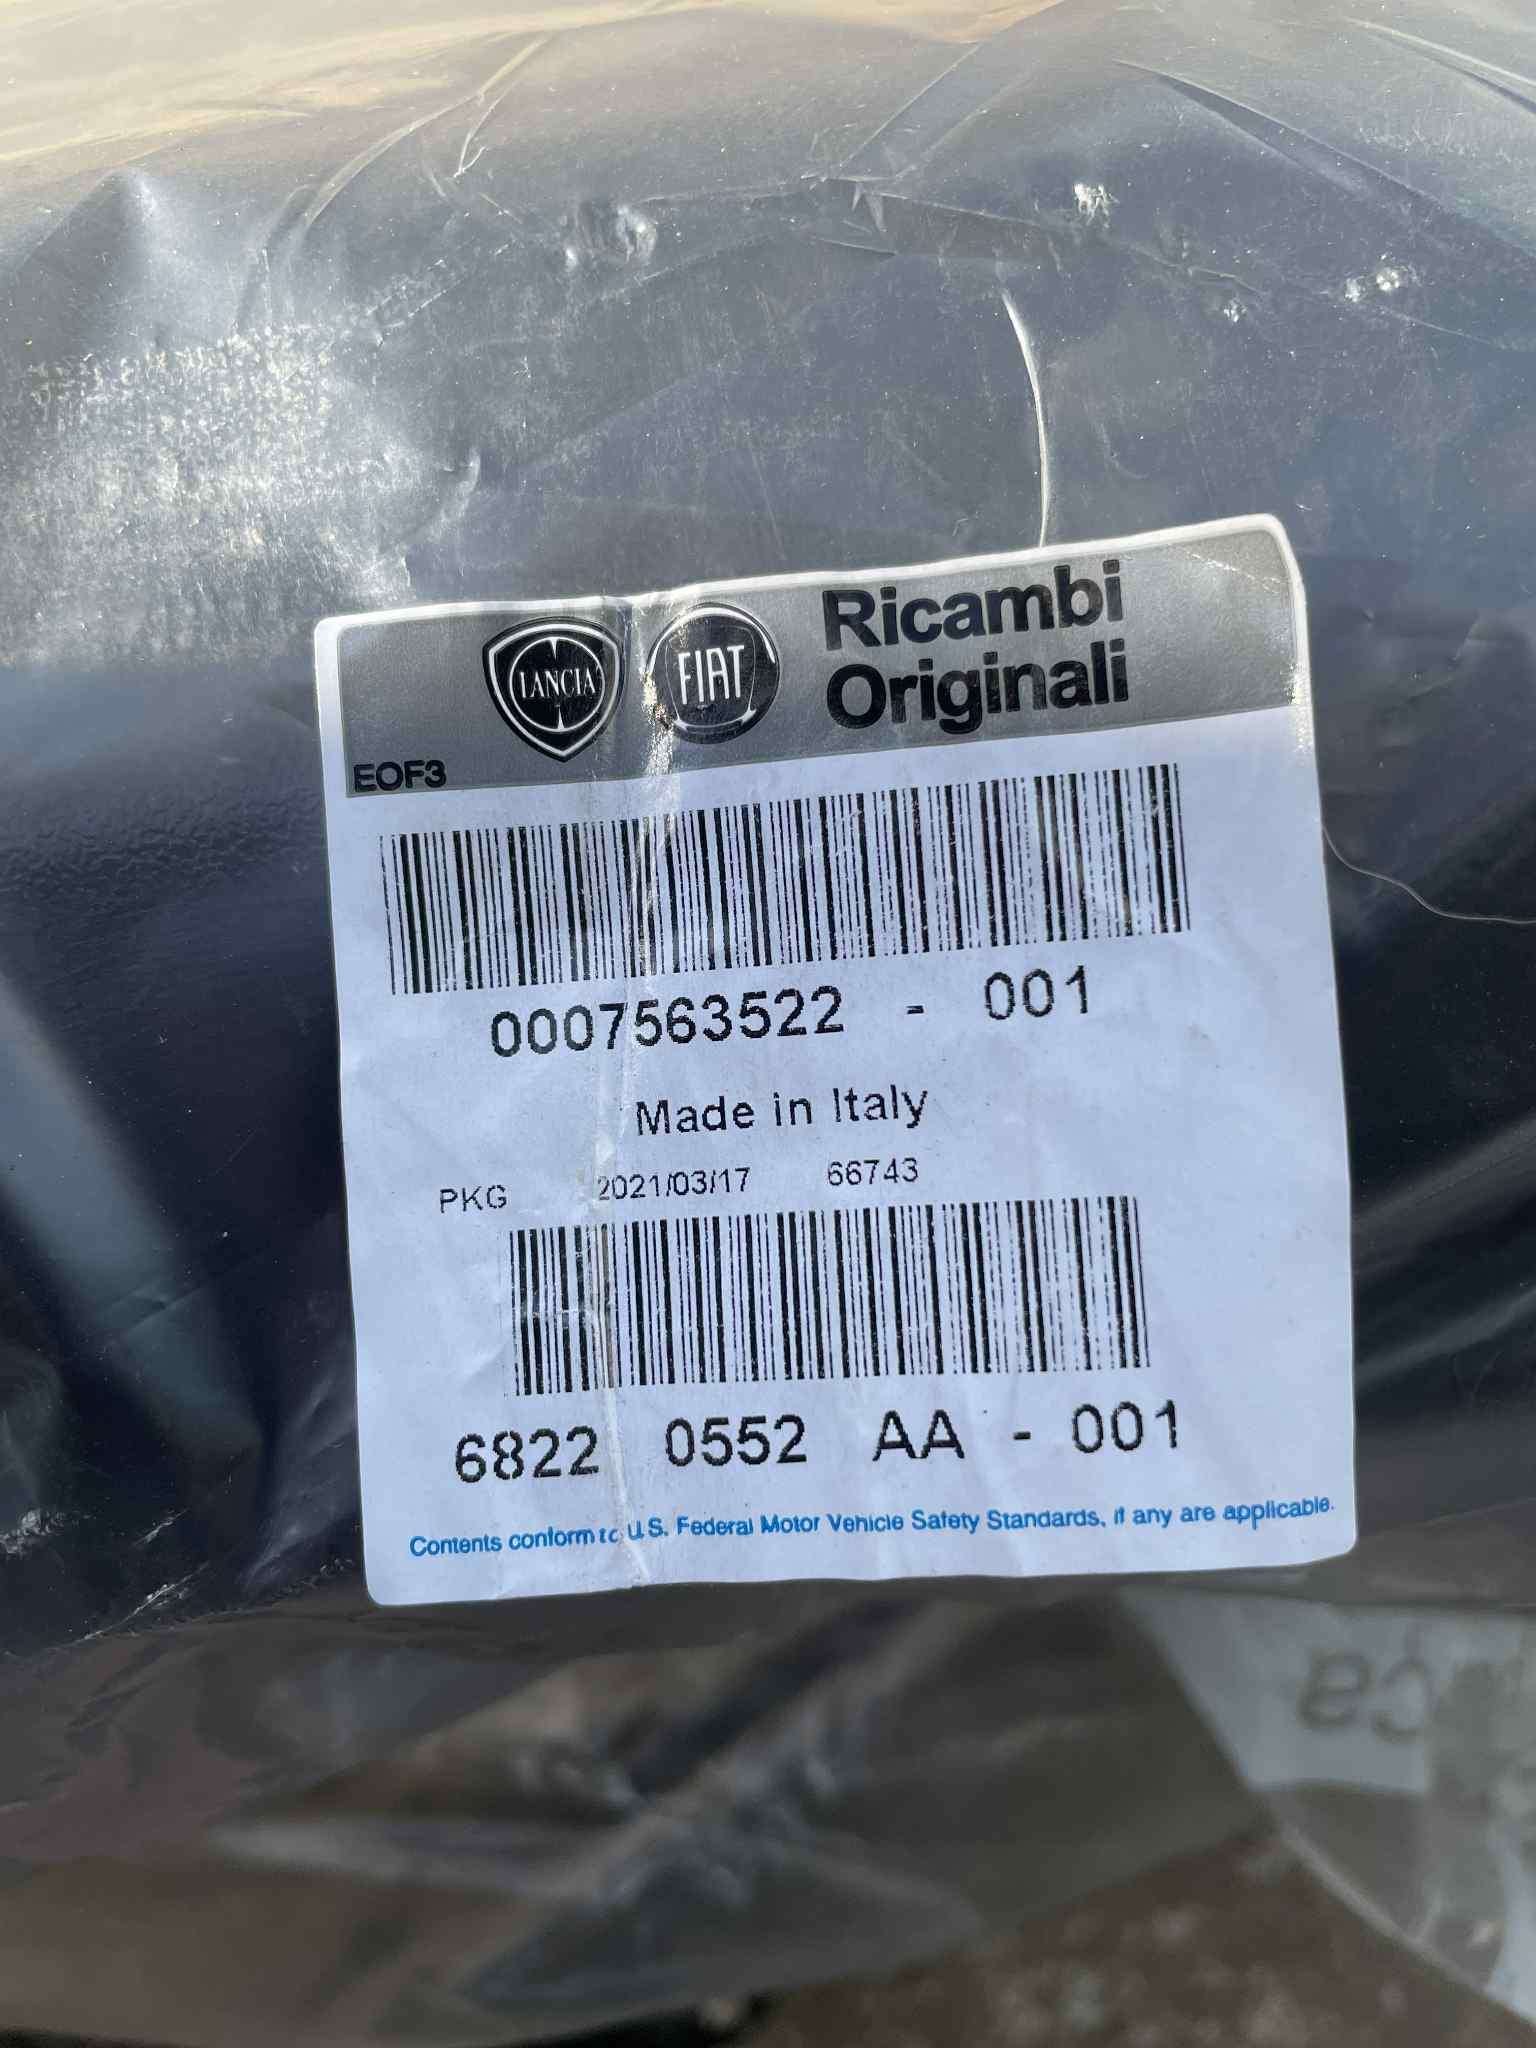 LANCIA FIAT Ricambi
Originali
EOF3
0007563522 - 001
Made in Italy
PKG 2021/03/17 66743
6822 0552 AA - 001
Contents conform to U.S. Federal Motor Vehicle Safety Standards, if any are applicable.